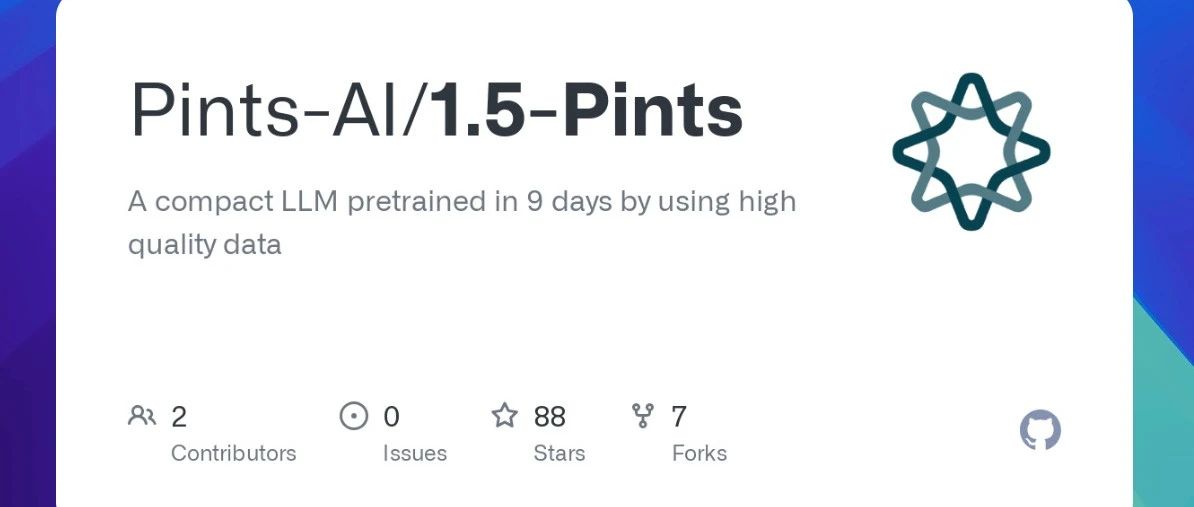 Pints-AI/1.5-Pints
A compact LLM pretrained in 9 days by using high
quality data
2 0 88 7
Contributors Issues Stars Forks